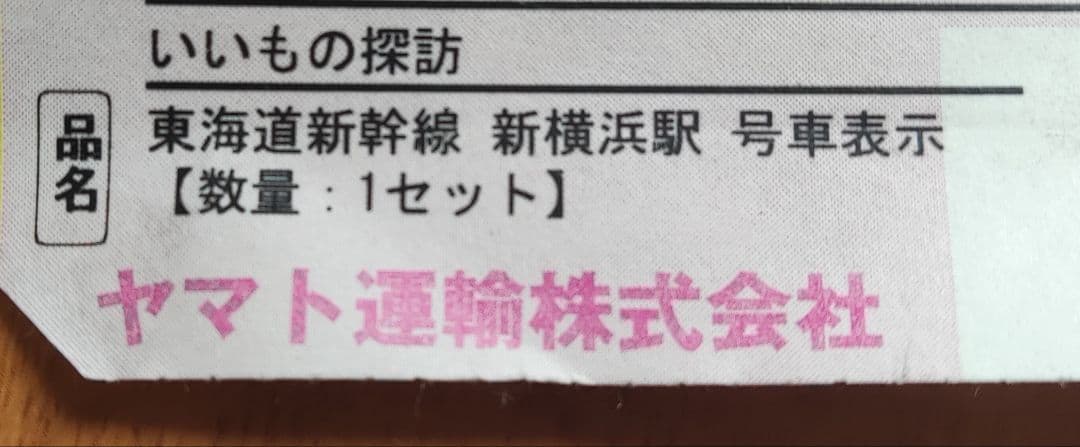 いいもの探訪
品名
東海道新幹線 新横浜駅 号車表示
【数量：1セット】
ヤマト運輸株式会社